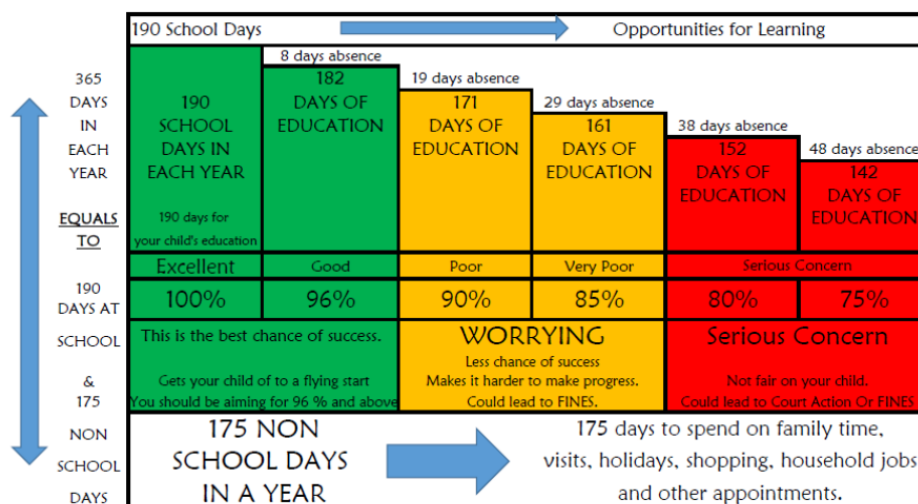 190 School Days
Opportunities for Learning
365
DAYS
IN
EACH
YEAR
EQUALS
TO
190
DAYS AT
SCHOOL
&
175
NON
SCHOOL
DAYS
190
SCHOOL
DAYS IN
EACH YEAR
190 days for
your child's education
8 days absence
182
DAYS OF
EDUCATION
19 days absence
171
DAYS OF
EDUCATION
29 days absence
161
DAYS OF
EDUCATION
38 days absence
152
DAYS OF
EDUCATION
48 days absence
142
DAYS OF
EDUCATION
Excellent
Good
Poor
Very Poor
Serious Concern
100%
96%
90%
85%
80%
75%
This is the best chance of success.
Gets your child of to a flying start
You should be aiming for 96 % and above
WORRYING
Less chance of success
Makes it harder to make progress.
Could lead to FINES.
Serious Concern
Not fair on your child.
Could lead to Court Action Or FINES
175 NON
SCHOOL DAYS
IN A YEAR
175 days to spend on family time,
visits, holidays, shopping, household jobs
and other appointments.